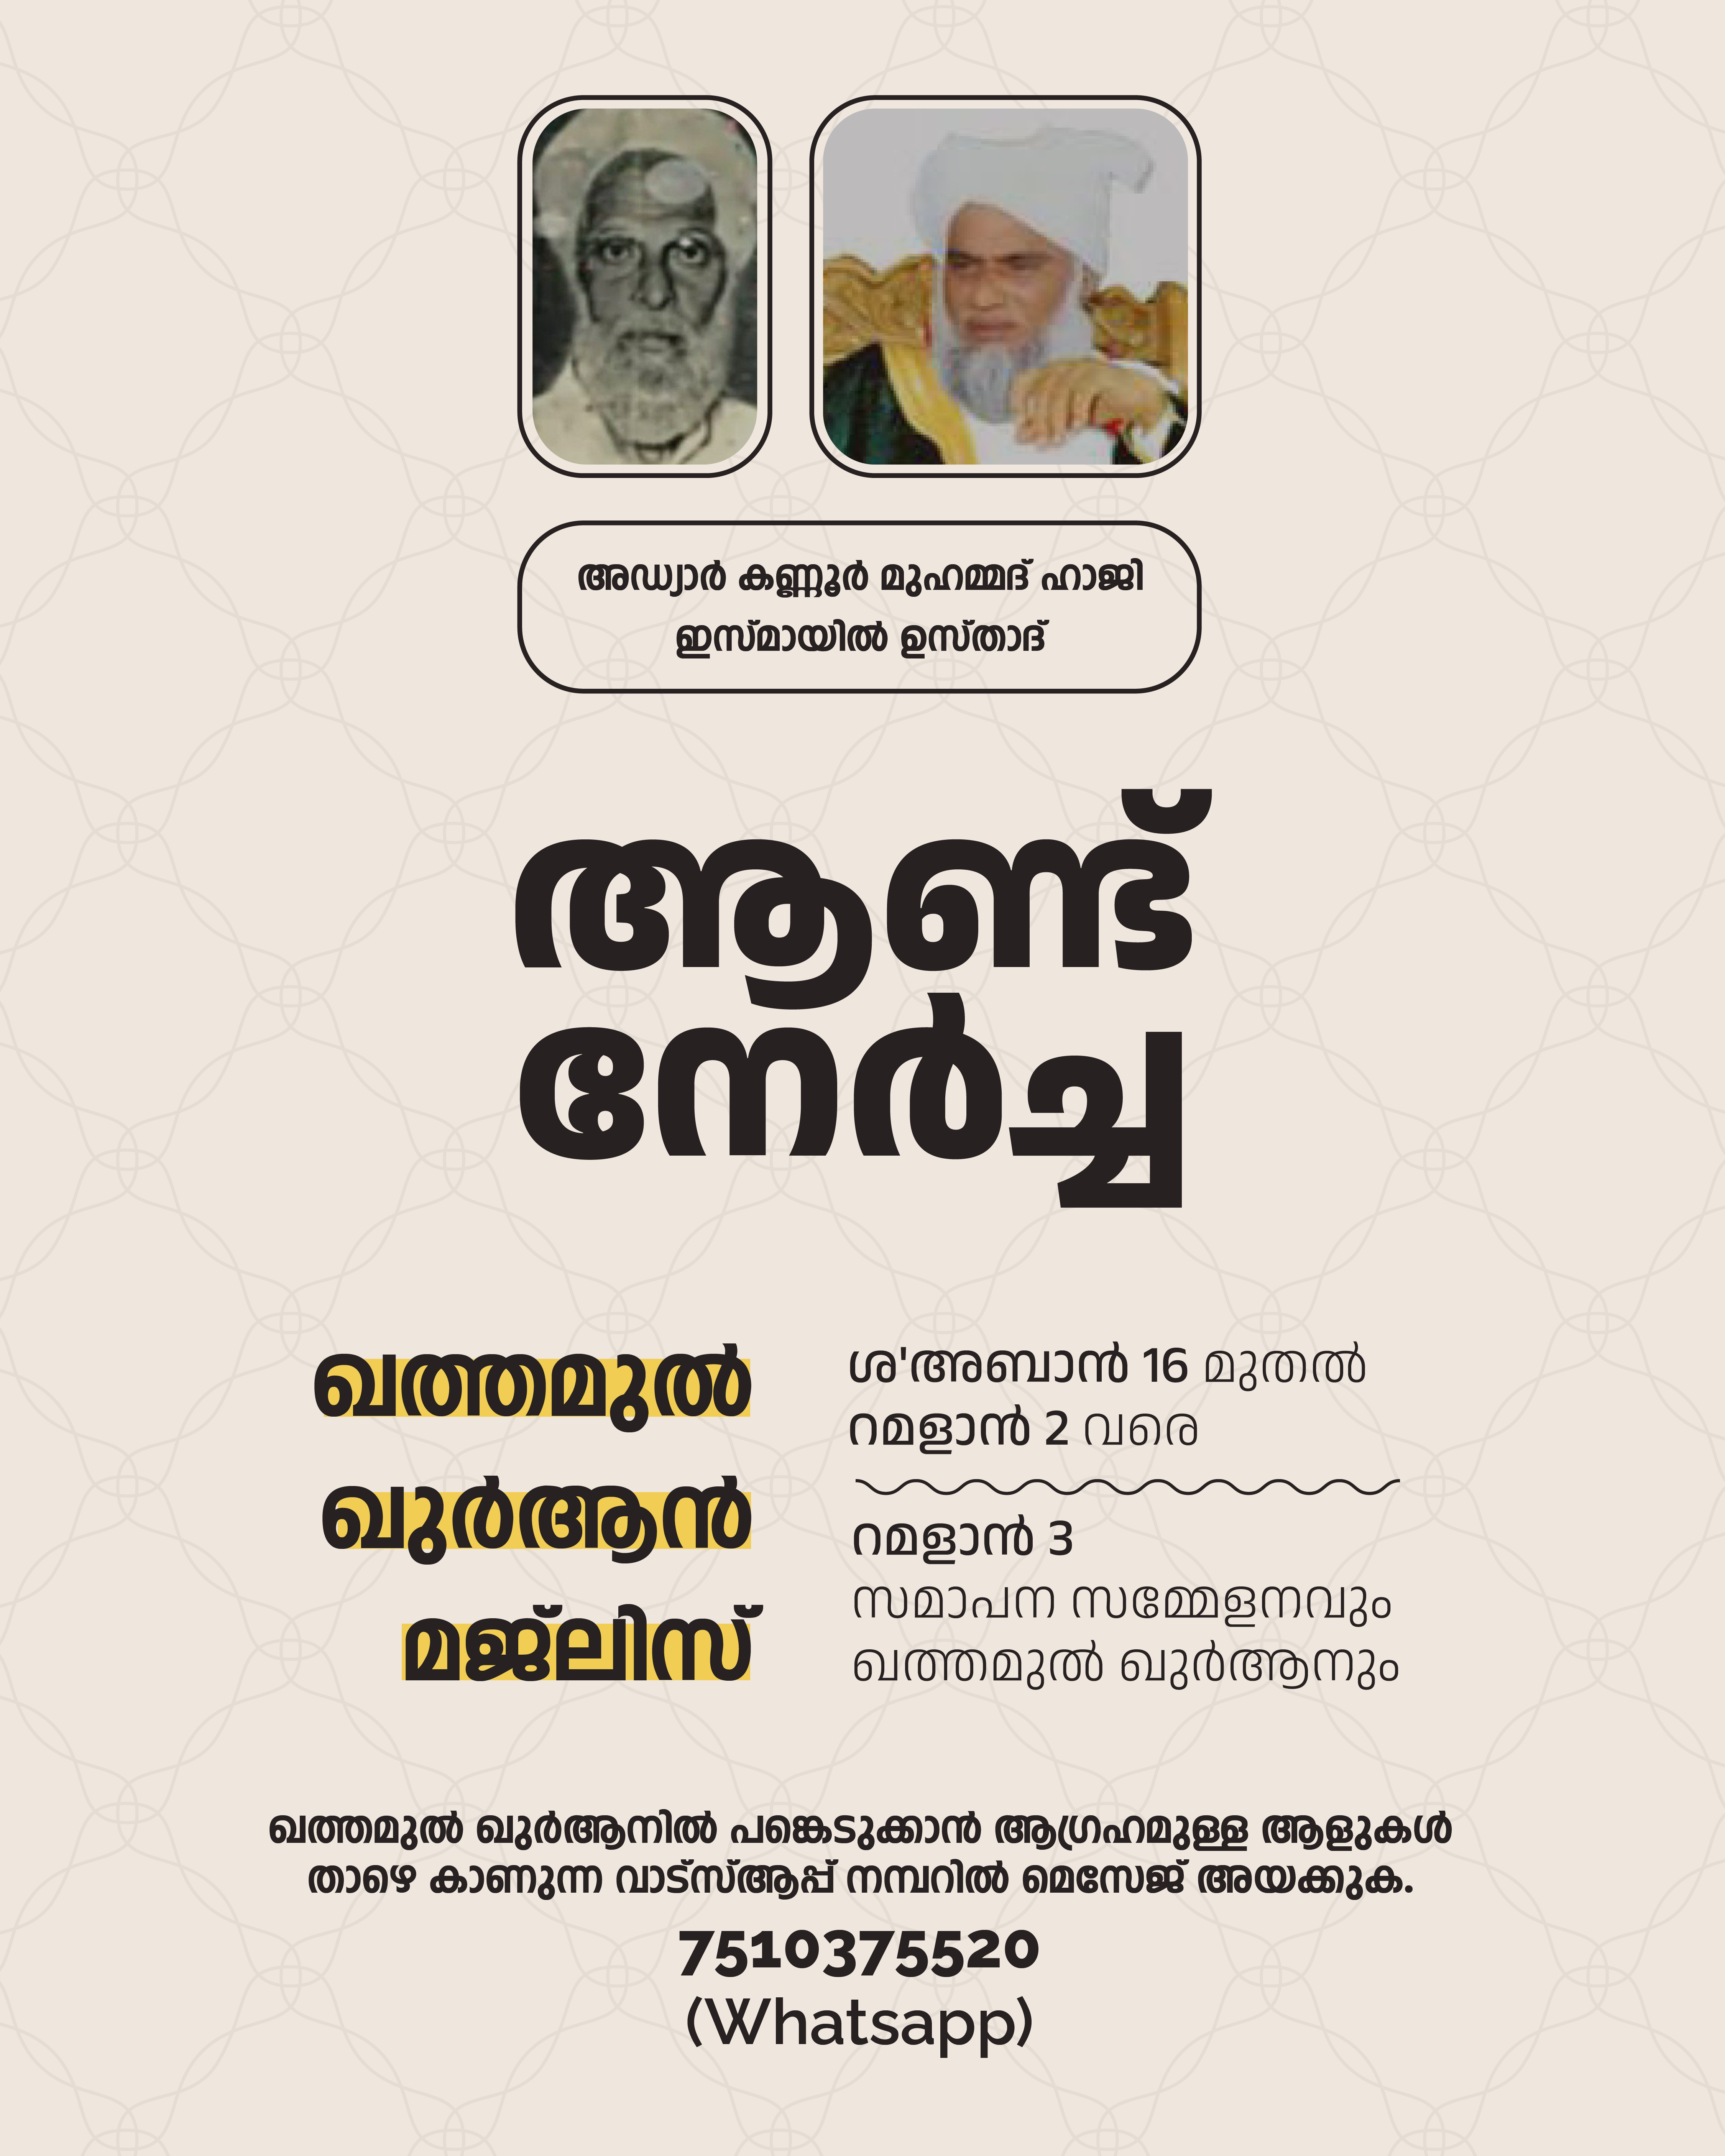 അഡ്യാർ കണ്ണൂർ മുഹമ്മദ് ഹാജി
ഇസ്മായിൽ ഉസ്താദ്
ആണ്ട്
നേർച്ച
ഖത്തമുൽ
ഖുർആൻ
മജ്ലിസ്
ശ'അബാൻ 16 മുതൽ
റമളാൻ 2 വരെ
റമളാൻ 3
സമാപന സമ്മേളനവും
ഖത്തമുൽ ഖുർആനും
ഖത്തമുൽ ഖുർആനിൽ പങ്കെടുക്കാൻ ആഗ്രഹമുള്ള ആളുകൾ
താഴെ കാണുന്ന വാട്സ്ആപ്പ് നമ്പറിൽ മെസേജ് അയക്കുക.
7510375520
(Whatsapp)